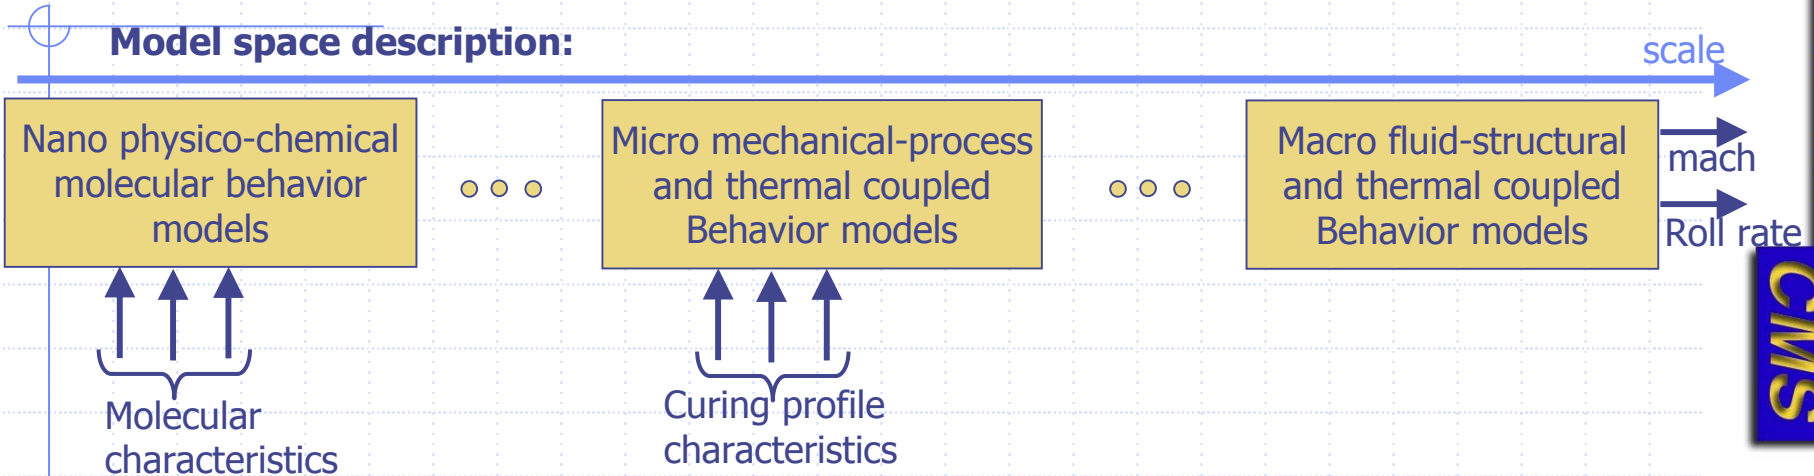 Model space description:
scale
Nano physico-chemical
molecular behavior
models
Micro mechanical-process
and thermal coupled
Behavior models
Macro fluid-structural
and thermal coupled
Behavior models
mach
Roll rate
Molecular
characteristics
Curing profile
characteristics
CMS